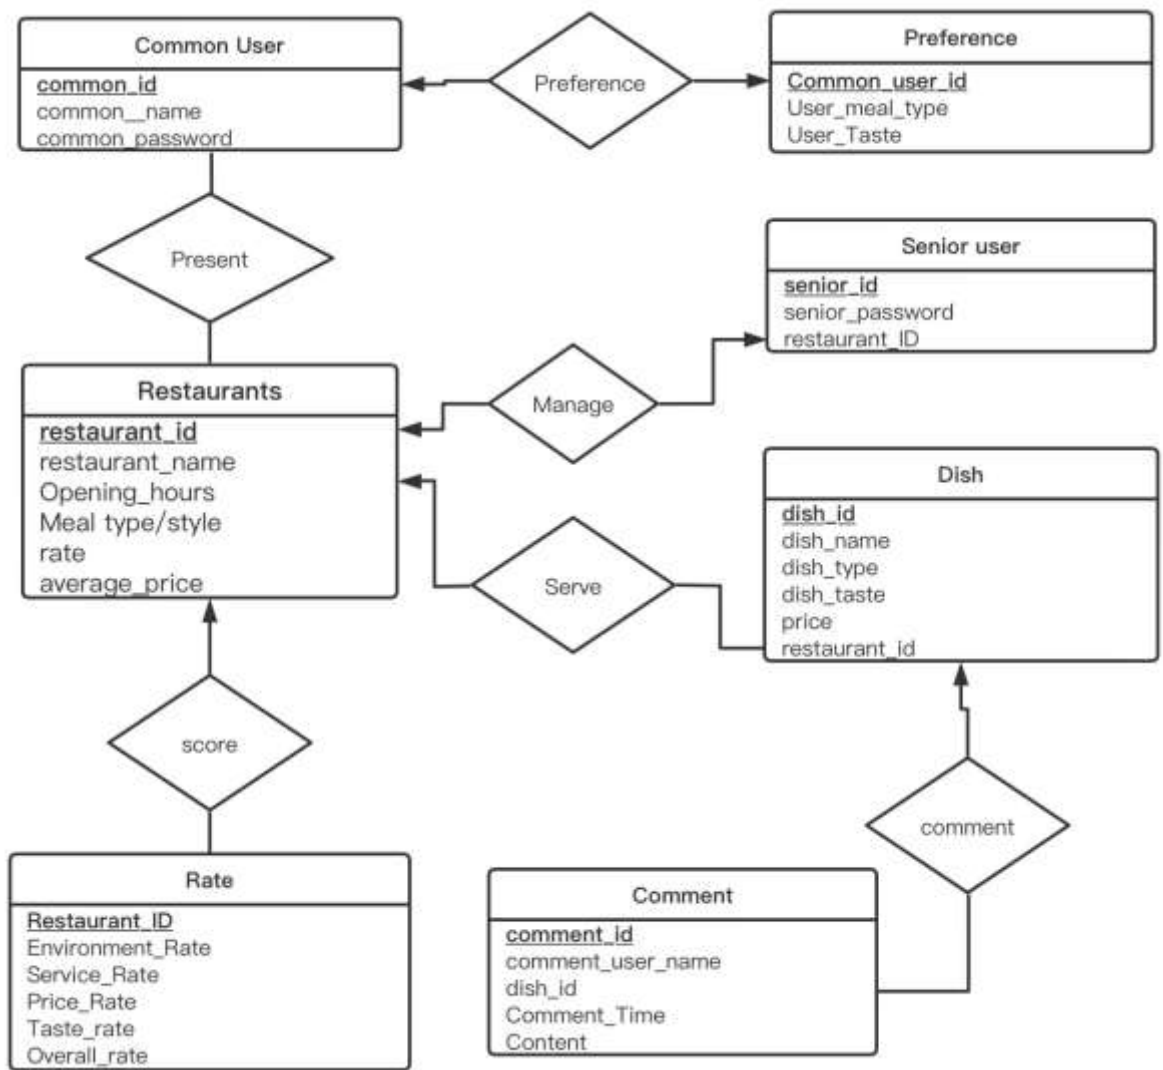 Common User
common_id
common__name
common_password
Preference
Preference
Common_user_id
User_meal_type
User_Taste
Present
Senior user
senior_id
senior_password
restaurant_ID
Restaurants
restaurant_id
restaurant_name
Opening_hours
Meal type/style
rate
average_price
Manage
Serve
Dish
dish_id
dish_name
dish_type
dish_taste
price
restaurant_id
score
comment
Rate
Restaurant_ID
Environment_Rate
Service_Rate
Price_Rate
Taste_rate
Overall_rate
Comment
comment_id
comment_user_name
dish_id
Comment_Time
Content